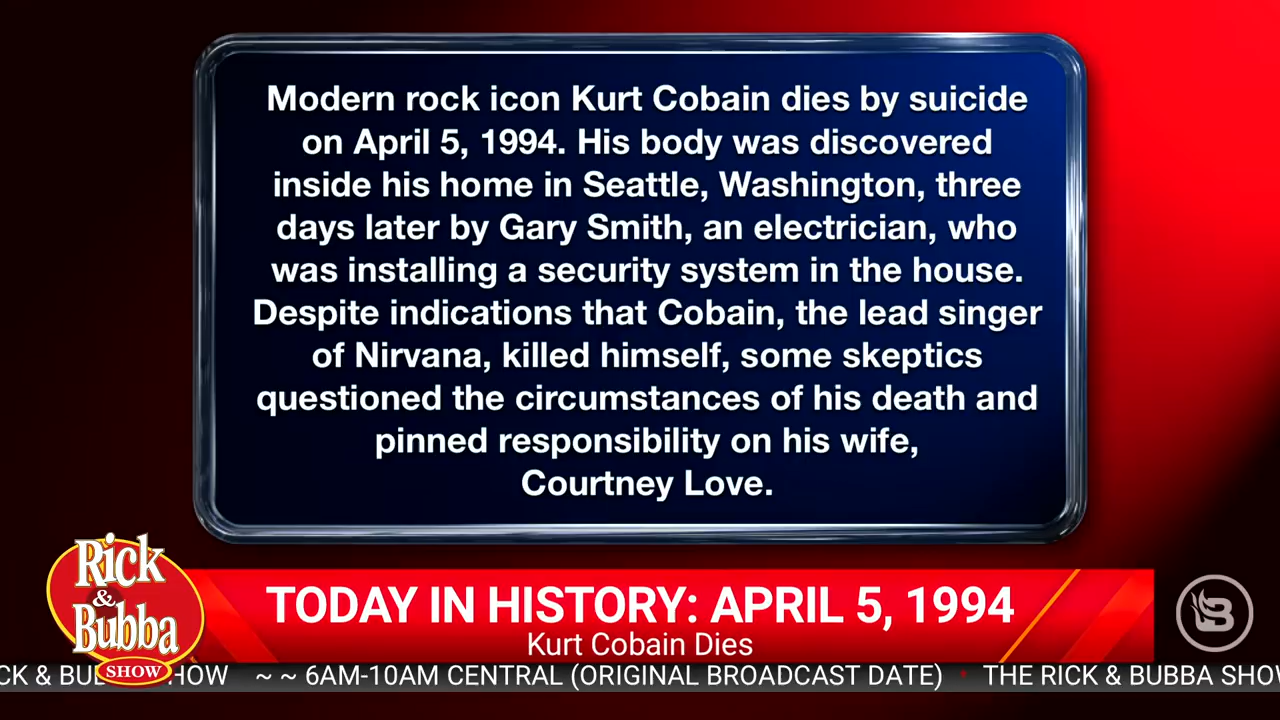 Modern rock icon Kurt Cobain dies by suicide
on April 5, 1994. His body was discovered
inside his home in Seattle, Washington, three
days later by Gary Smith, an electrician, who
was installing a security system in the house.
Despite indications that Cobain, the lead singer
of Nirvana, killed himself, some skeptics
questioned the circumstances of his death and
pinned responsibility on his wife,
Courtney Love.
Rick
&
Bubba
SHOW
TODAY IN HISTORY: APRIL 5, 1994
Kurt Cobain Dies
CK & BUB HOW ~ ~ 6AM-10AM CENTRAL (ORIGINAL BROADCAST DATE) • THE RICK & BUBBA SHOW